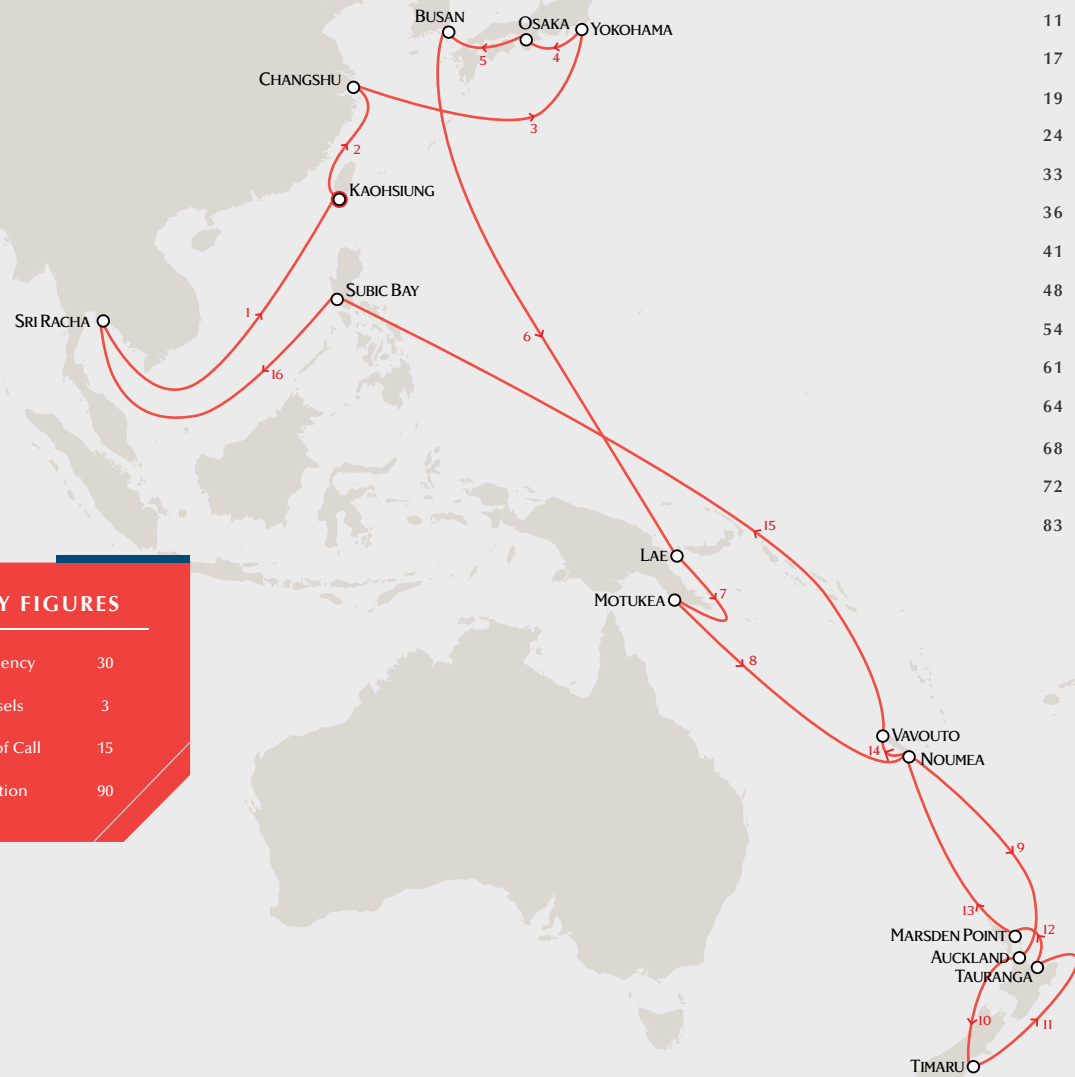 BUSAN
OSAKA
YOKOHAMA
11
5
4
17
CHANGSHU
19
3
24
2
33
KAOHSIUNG
36
41
SUBIC BAY
48
1
SRI RACHA
54
6
61
16
64
68
72
83
15
LAE
7
MOTUKEA
8
Y FIGURES
ency 30
sels 3
of Call 15
tion 90
VAVOUTO
14
NOUMEA
9
13
12
MARSDEN POINT
AUCKLAND
TAURANGA
10
11
TIMARU